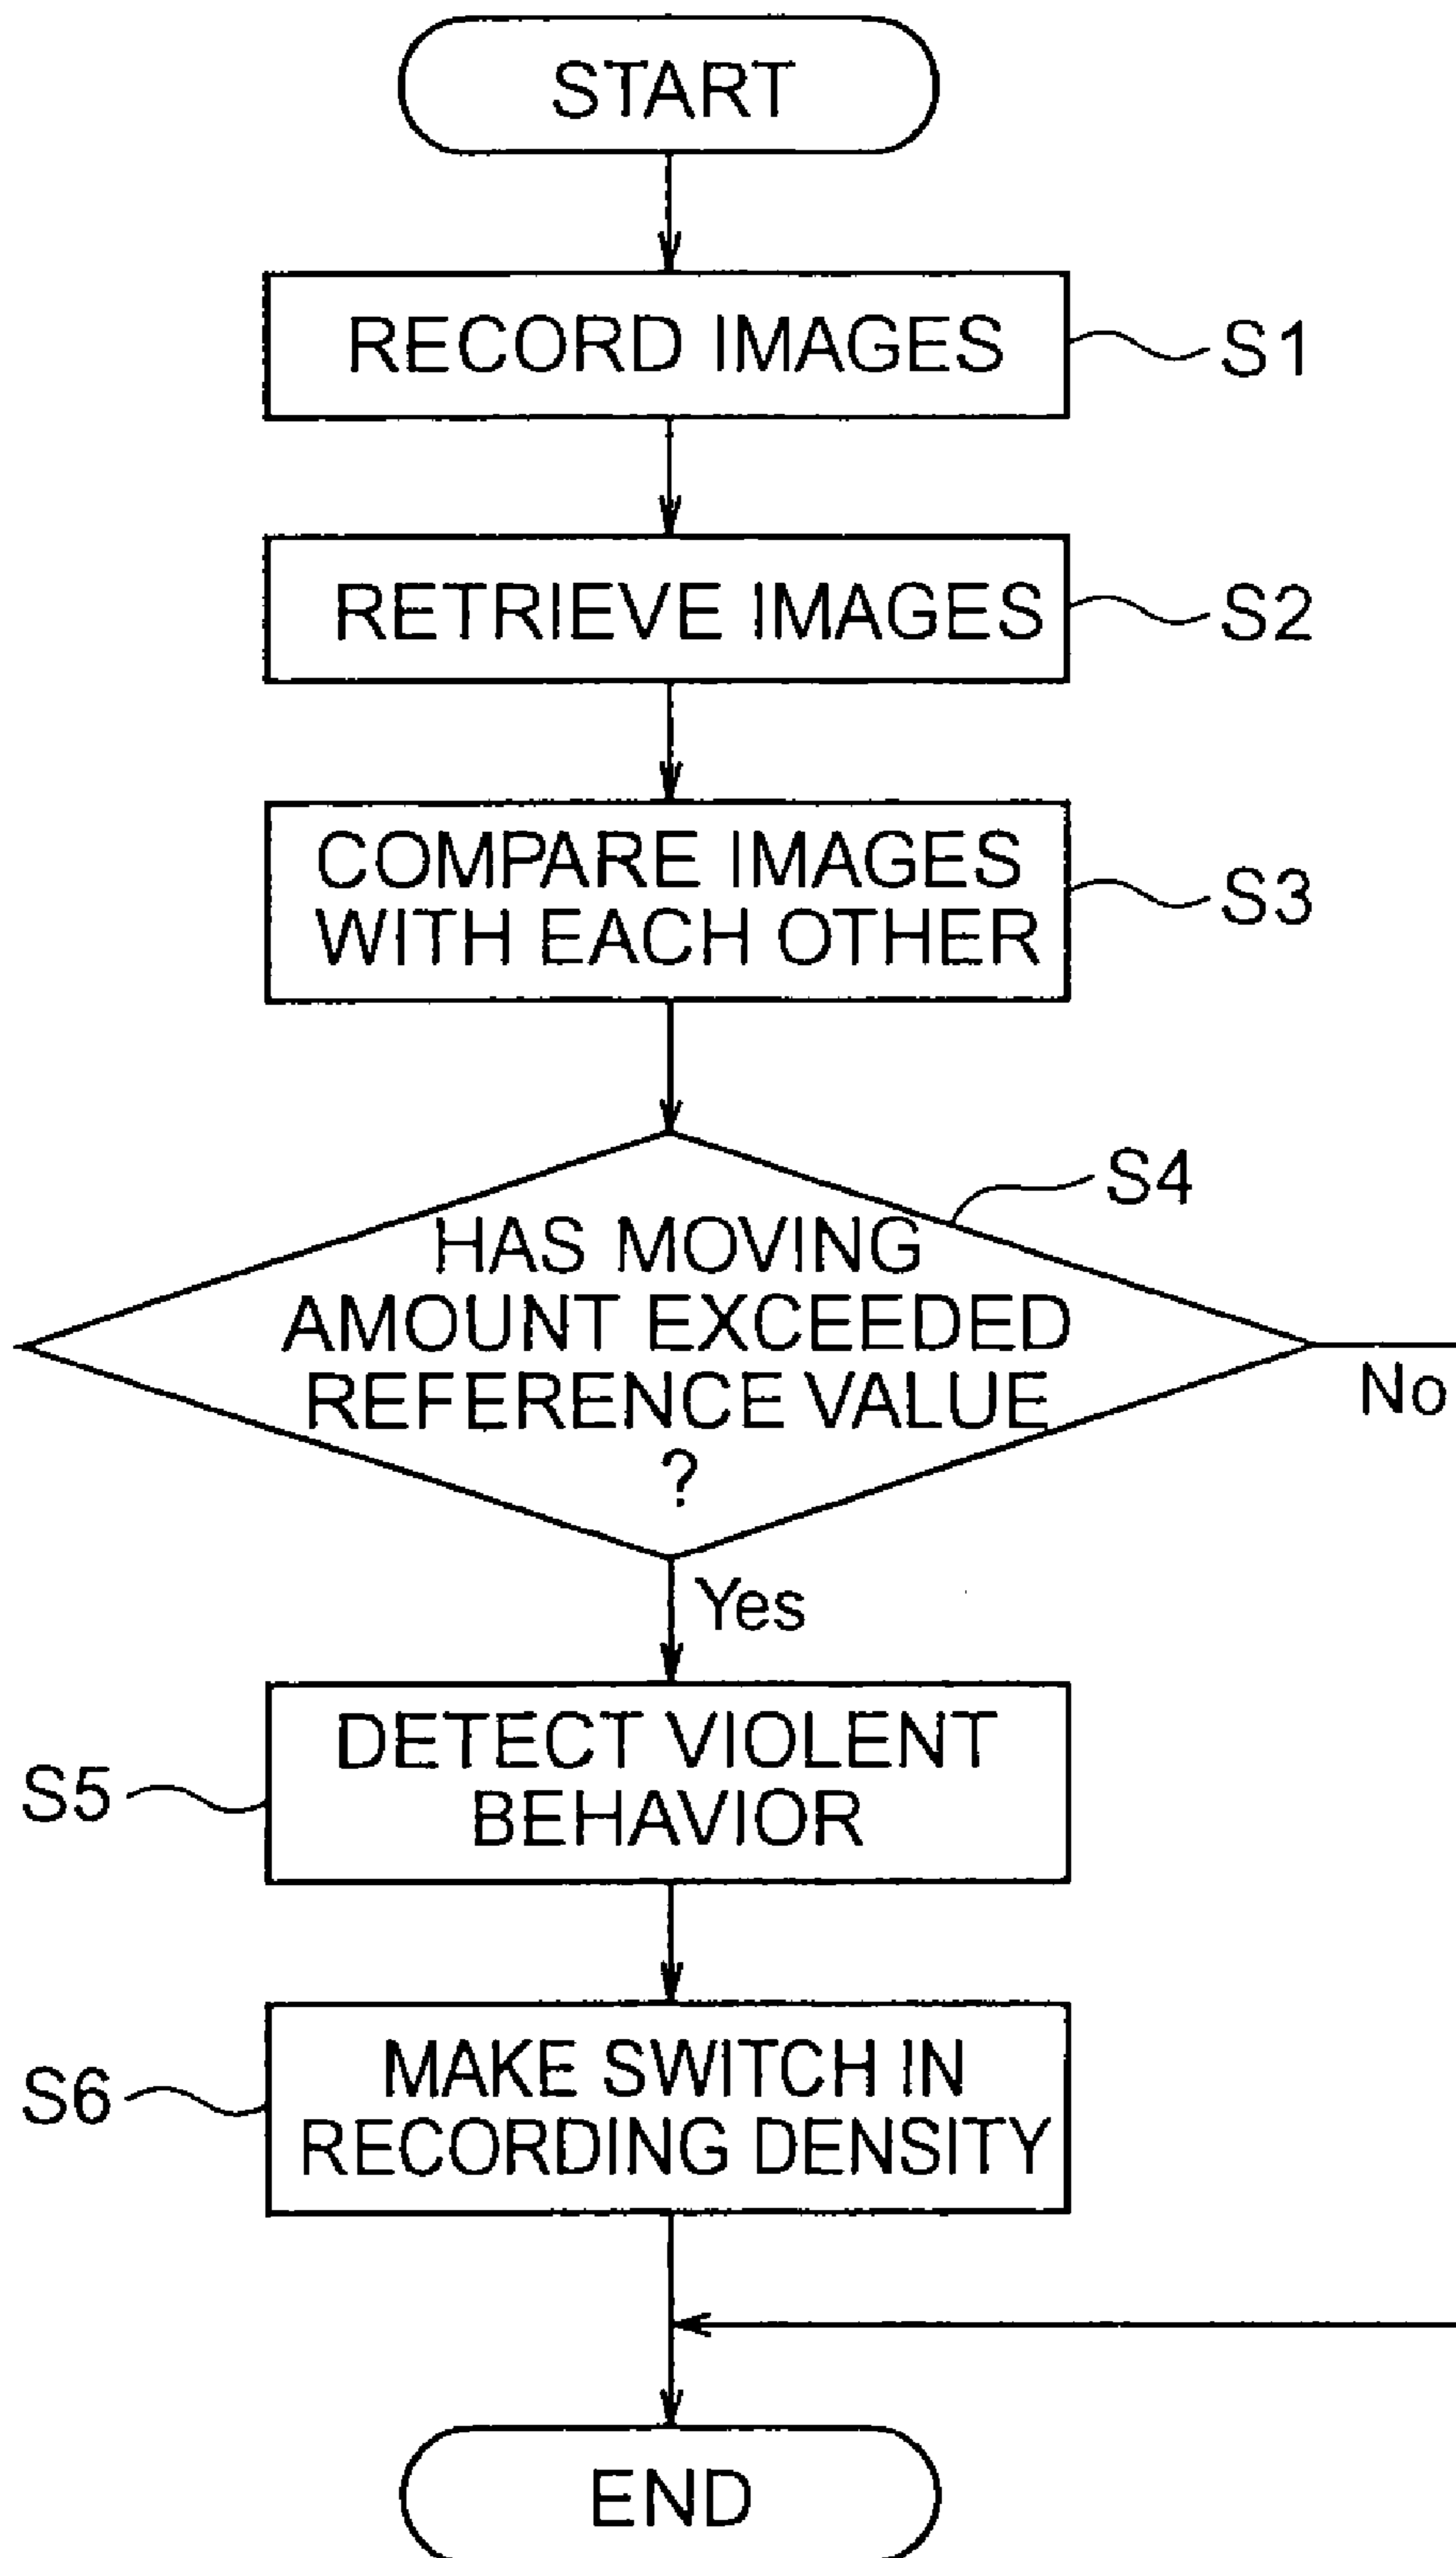 START
RECORD IMAGES
S1
RETRIEVE IMAGES
S2
COMPARE IMAGES
WITH EACH OTHER
S3
S4
HAS MOVING
AMOUNT EXCEEDED
REFERENCE VALUE
?
No
Yes
DETECT VIOLENT
BEHAVIOR
S5
MAKE SWITCH IN
RECORDING DENSITY
S6
END